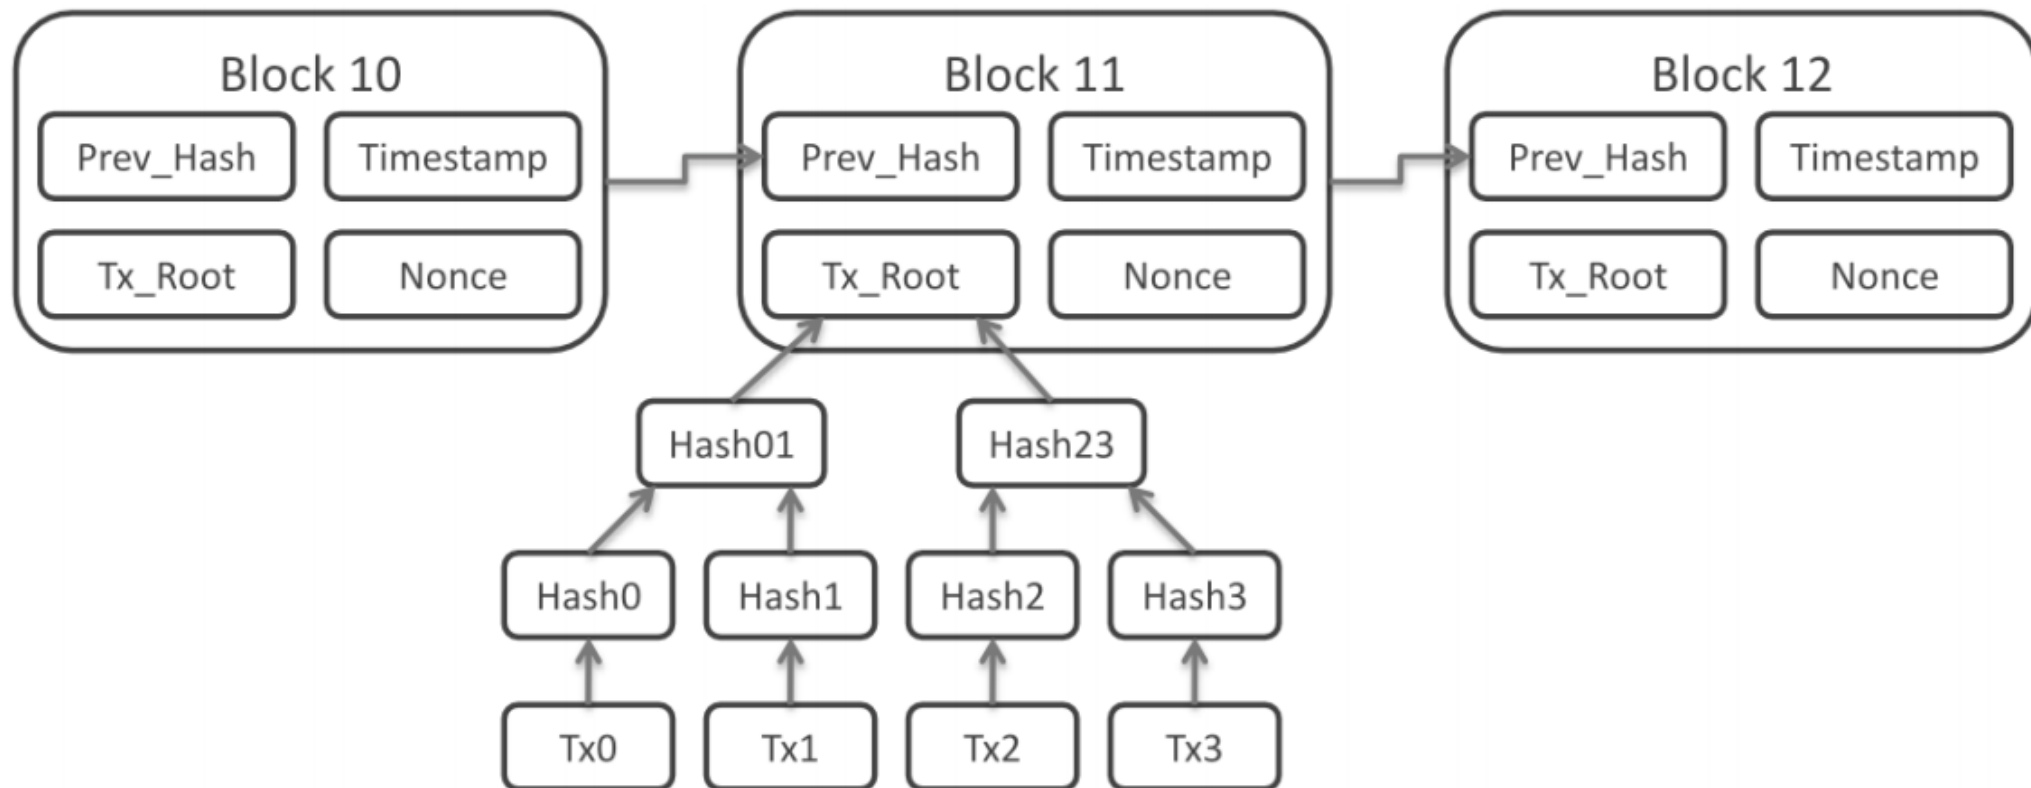 Block 10
Prev_Hash
Timestamp
Tx_Root
Nonce
Block 11
Prev_Hash
Timestamp
Tx_Root
Nonce
Block 12
Prev_Hash
Timestamp
Tx_Root
Nonce
Hash01
Hash23
Hash0
Hash1
Hash2
Hash3
Tx0
Tx1
Tx2
Tx3